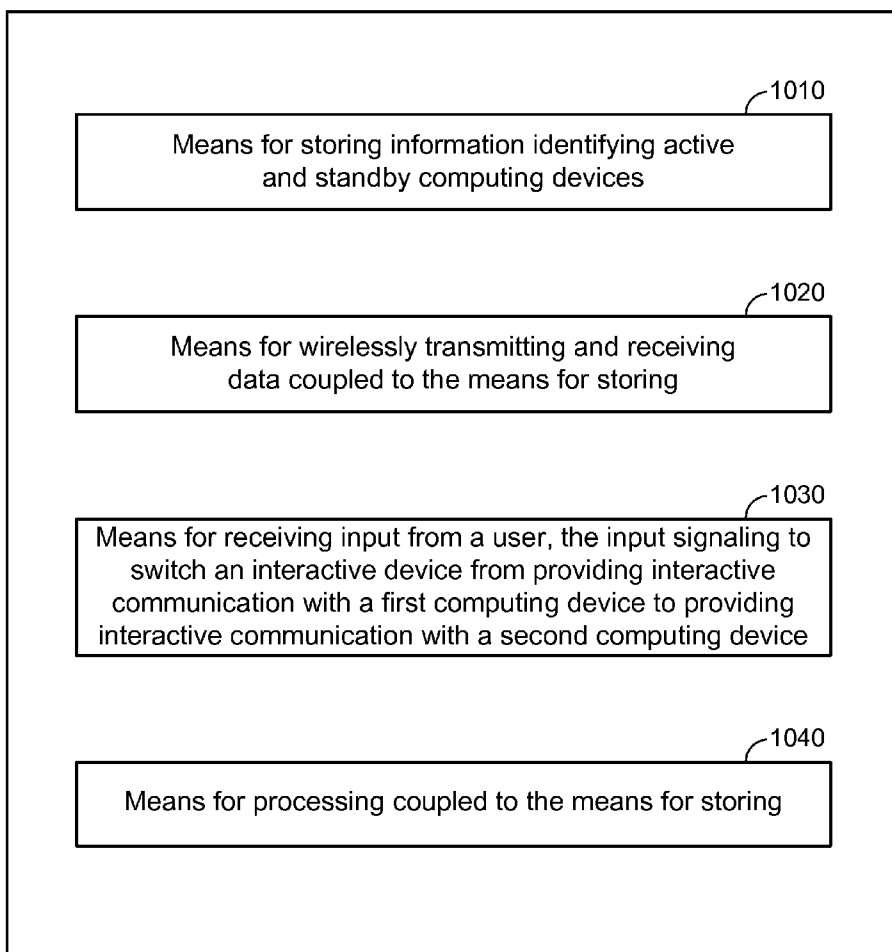 1010
Means for storing information identifying active
and standby computing devices
1020
Means for wirelessly transmitting and receiving
data coupled to the means for storing
1030
Means for receiving input from a user, the input signaling to
switch an interactive device from providing interactive
communication with a first computing device to providing
interactive communication with a second computing device
1040
Means for processing coupled to the means for storing